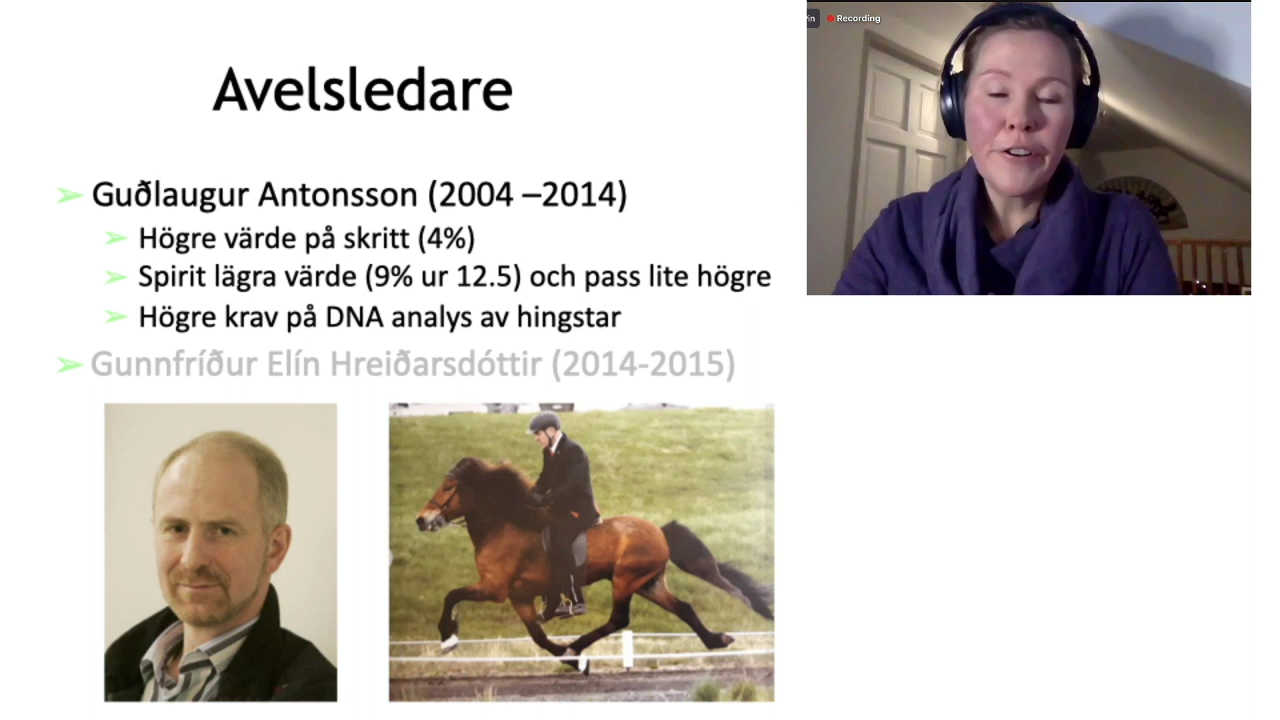 in Recording
Avelsledare
➢ Guðlaugur Antonsson (2004 –2014)
➢ Högre värde på skritt (4%)
➢ Spirit lägra värde (9% ur 12.5) och pass lite högre
➢ Högre krav på DNA analys av hingstar
➢ Gunnfríður Elín Hreiðarsdóttir (2014-2015)